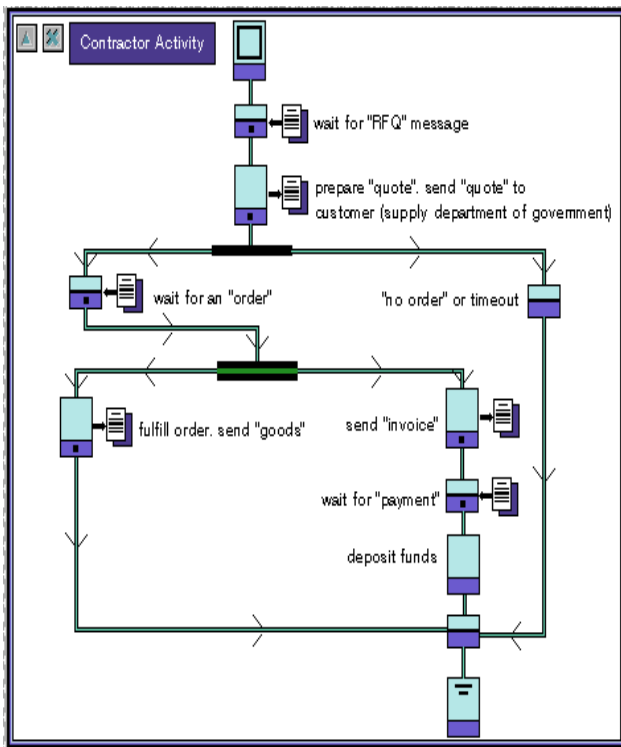 Contractor Activity
wait for "RFQ" message
prepare "quote". send "quote" to
customer (supply department of government)
wait for an "order"
"no order" or timeout
fulfill order. send "goods"
send "invoice"
wait for "payment"
deposit funds